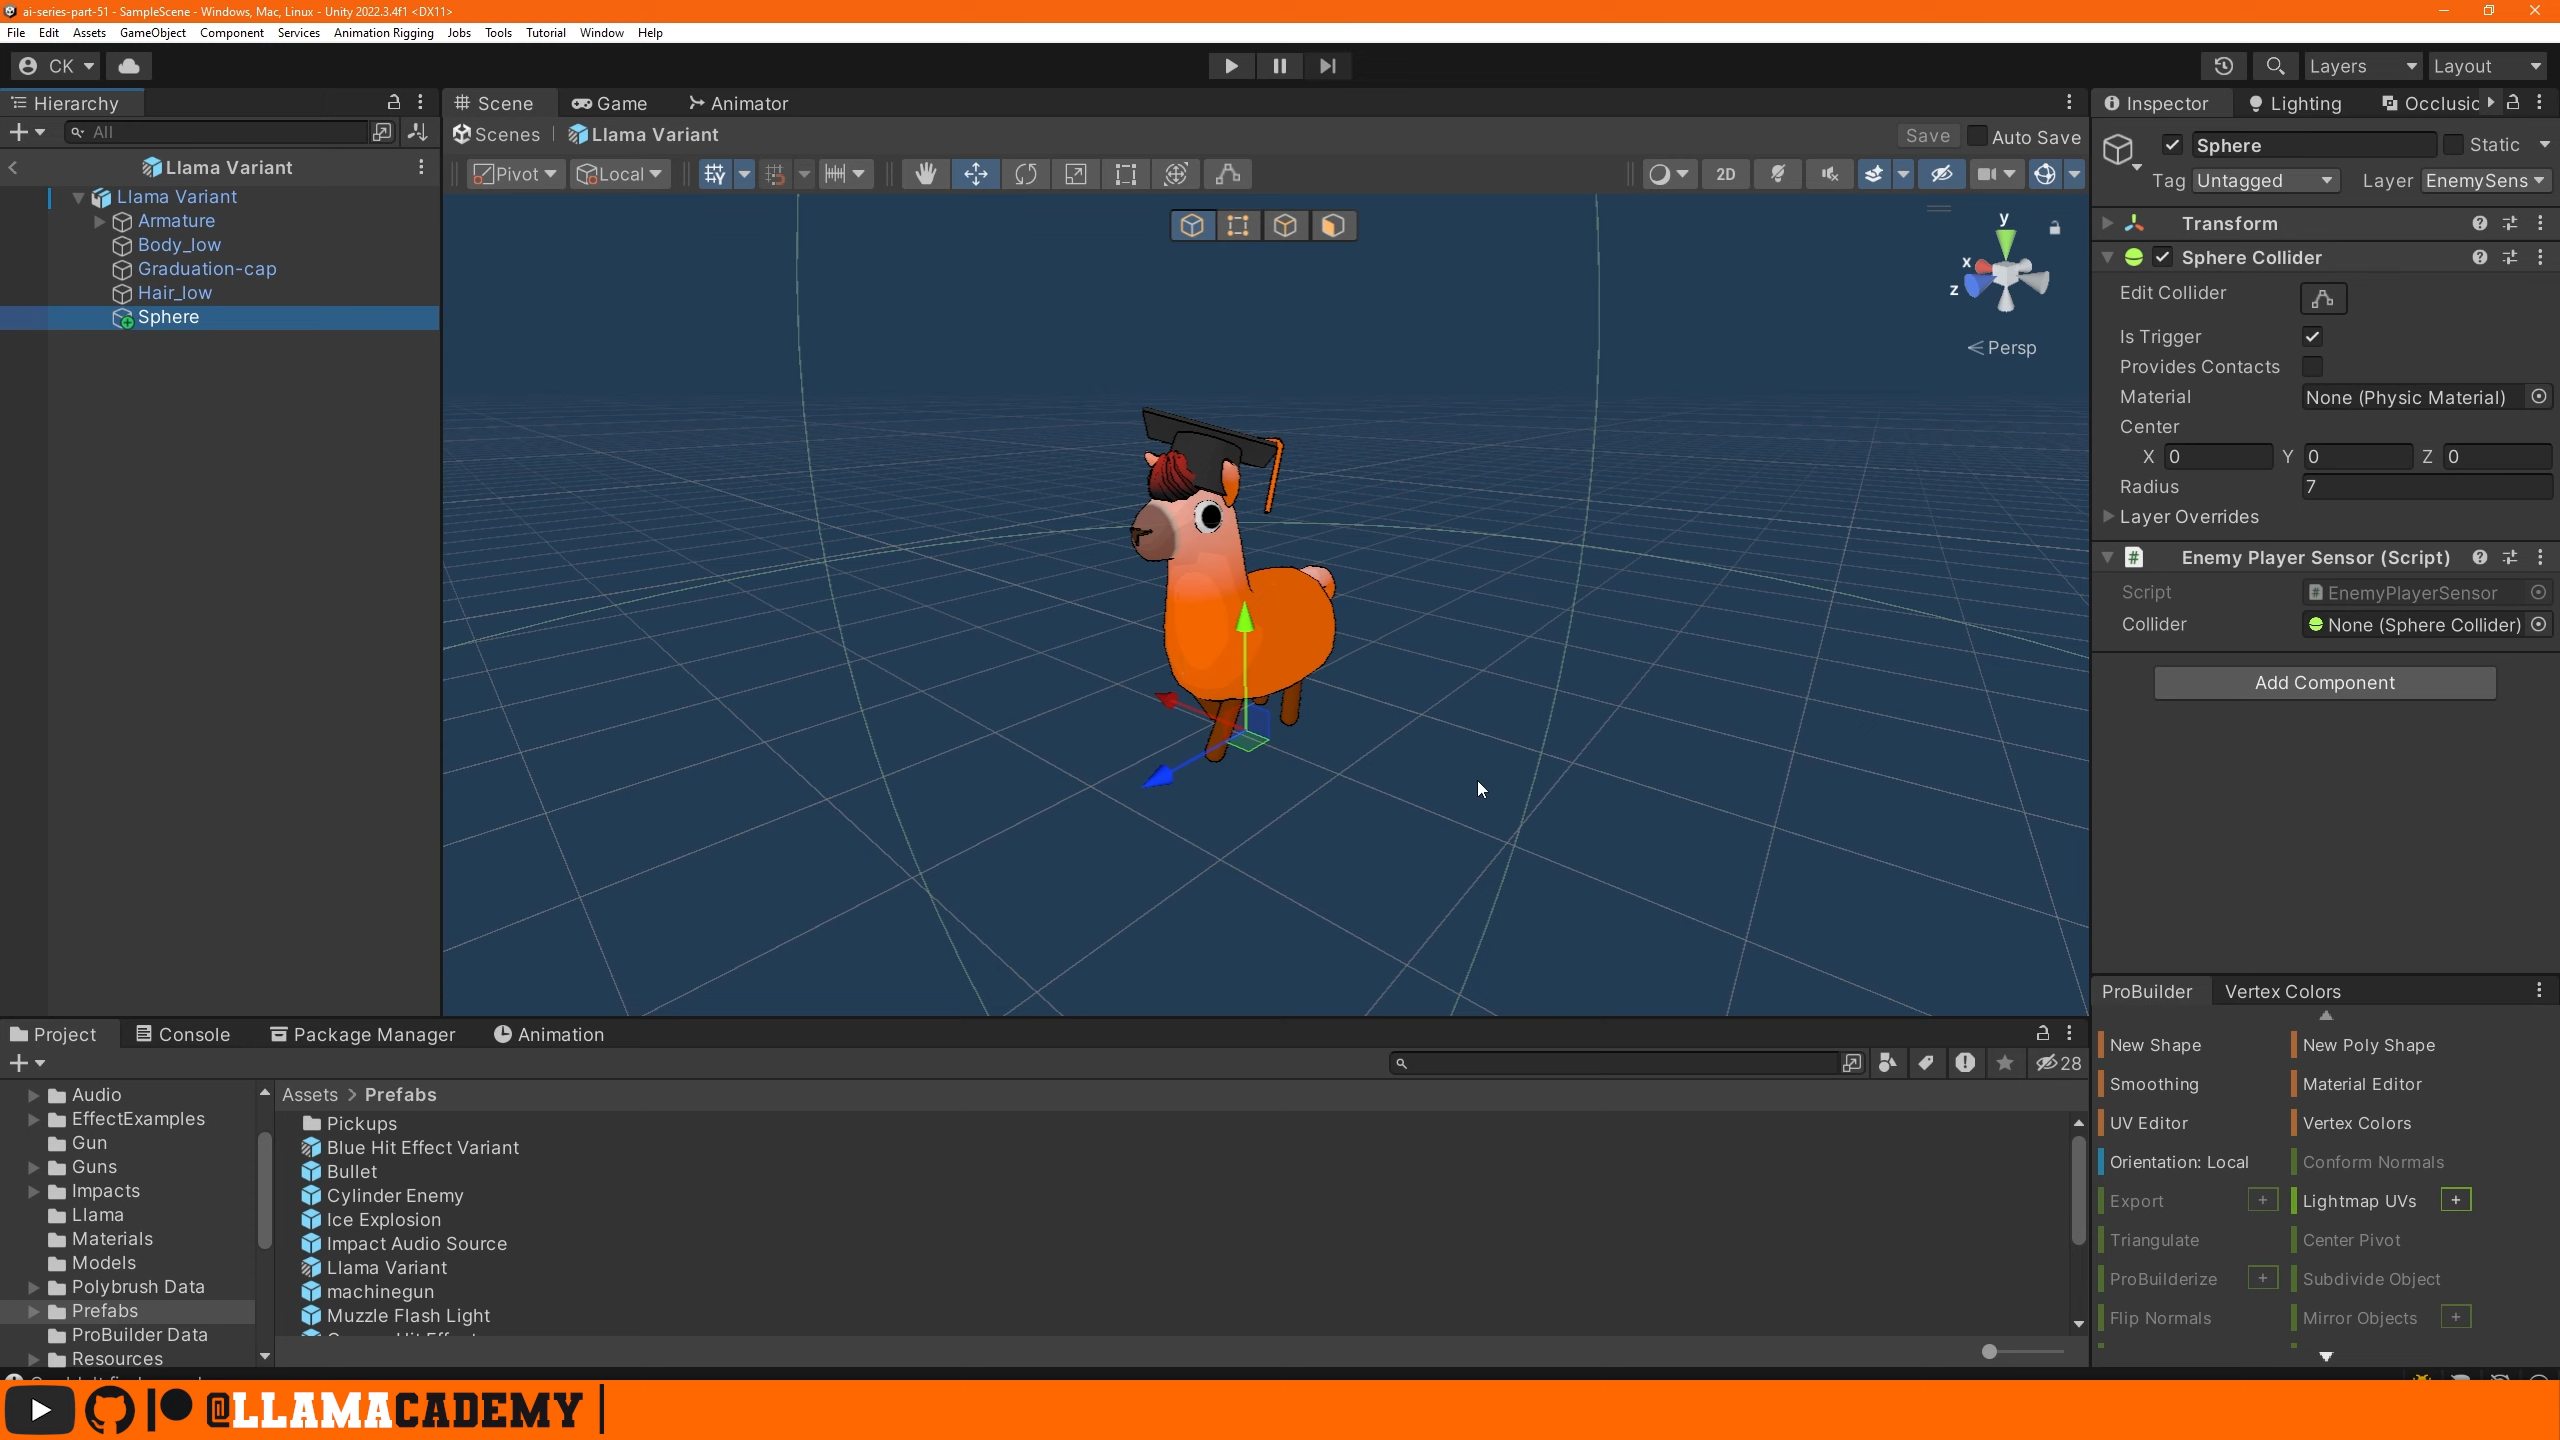 ai-series-part-51 - SampleScene - Windows, Mac, Linux - Unity 2022.3.4f1 <DX11>
File Edit Assets GameObject Component Services Animation Rigging Jobs Tools Tutorial Window Help
CK Layers Layout
Hierarchy
All
Llama Variant
Llama Variant
Armature
Body_low
Graduation-cap
Hair_low
Sphere
Scene Game Animator
Scenes Llama Variant Save Auto Save
Pivot Local 2D
y
x
z
Persp
Inspector Lighting Occlusic
Sphere Static
Tag Untagged Layer EnemySens
Transform
Sphere Collider
Edit Collider
Is Trigger
Provides Contacts
Material None (Physic Material)
Center
X 0 Y 0 Z 0
Radius 7
Layer Overrides
Enemy Player Sensor (Script)
Script EnemyPlayerSensor
Collider None (Sphere Collider)
Add Component
ProBuilder Vertex Colors
New Shape New Poly Shape
Smoothing Material Editor
UV Editor Vertex Colors
Orientation: Local Conform Normals
Export + Lightmap UVs +
Triangulate Center Pivot
ProBuilderize + Subdivide Object
Flip Normals Mirror Objects +
Project Console Package Manager Animation
28
Audio
EffectExamples
Gun
Guns
Impacts
Llama
Materials
Models
Polybrush Data
Prefabs
ProBuilder Data
Resources
Assets > Prefabs
Pickups
Blue Hit Effect Variant
Bullet
Cylinder Enemy
Ice Explosion
Impact Audio Source
Llama Variant
machinegun
Muzzle Flash Light
@LLAMACADEMY